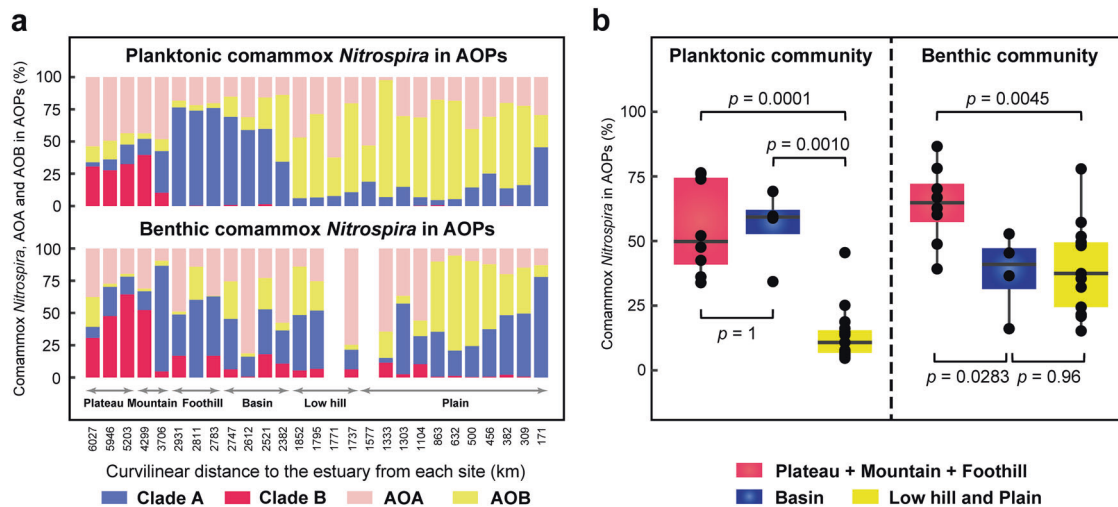 a
Planktonic comammox Nitrospira in AOPs
100
75
50
25
0
Benthic comammox Nitrospira in AOPs
100
75
50
25
0
Comammox Nitrospira, AOA and AOB in AOPs (%)
Plateau Mountain Foothill Basin Low hill Plain
6027 5946 5203 4299 3706 2931 2811 2783 2747 2612 2521 2382 1852 1795 1771 1737 1577 1333 1303 1104 863 632 500 456 382 309 171
Curvilinear distance to the estuary from each site (km)
Clade A Clade B AOA AOB
b
Planktonic community Benthic community
100
75
50
25
0
Comammox Nitrospira in AOPs (%)
p = 0.0001
p = 0.0010
p = 1
p = 0.0045
p = 0.0283 p = 0.96
Plateau + Mountain + Foothill
Basin Low hill and Plain